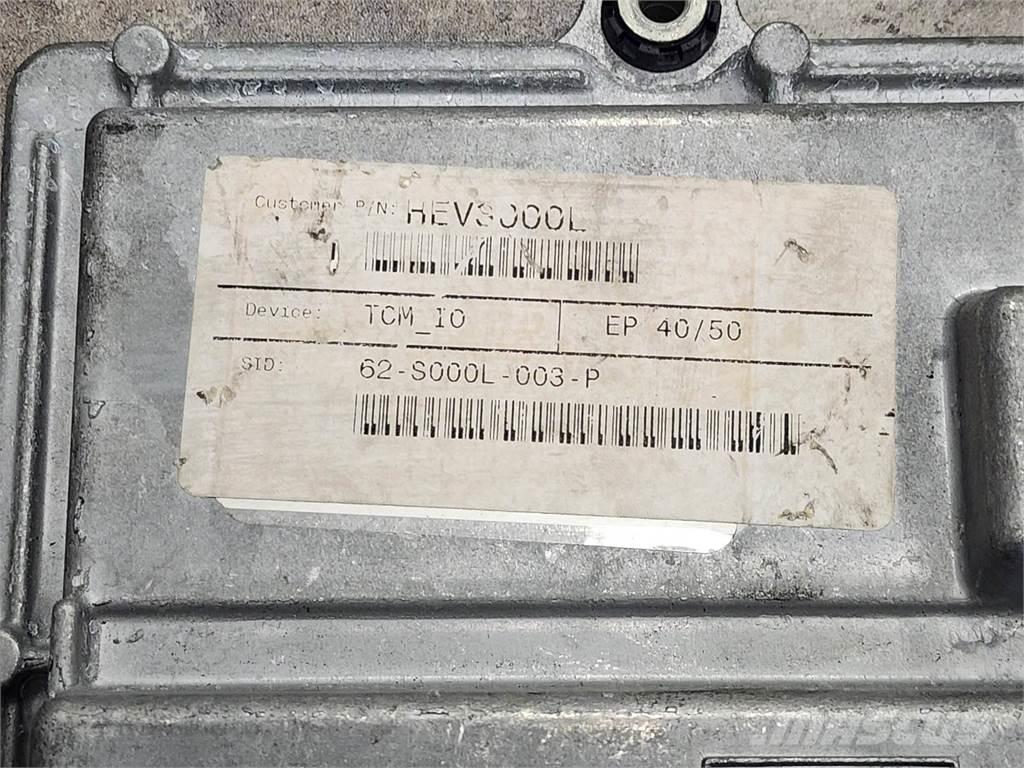 Customer P/N: HEVS000L
Device: TCM_IO EP 40/50
SID: 62-S000L-003-P
MASCUS